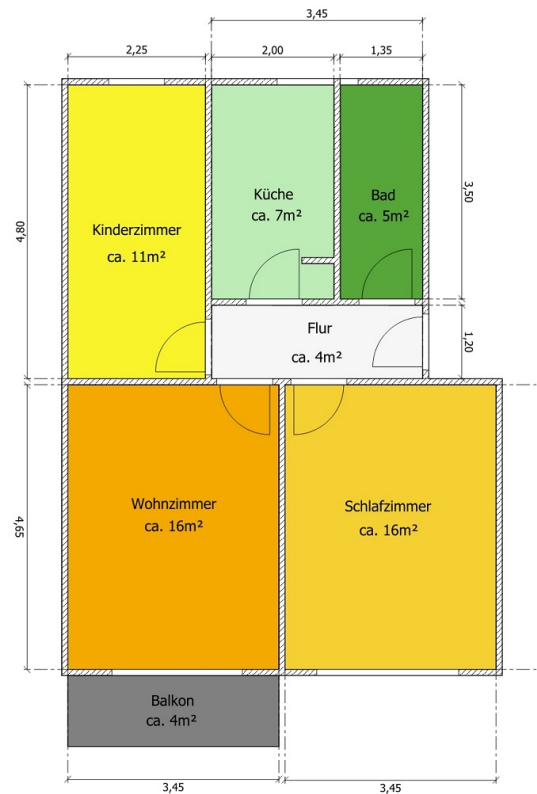 3,45
2,25
2,00
1,35
Küche
ca. 7m²
Bad
ca. 5m²
3,50
Kinderzimmer
ca. 11m²
4,80
Flur
ca. 4m²
1,20
Wohnzimmer
ca. 16m²
Schlafzimmer
ca. 16m²
4,65
Balkon
ca. 4m²
3,45
3,45